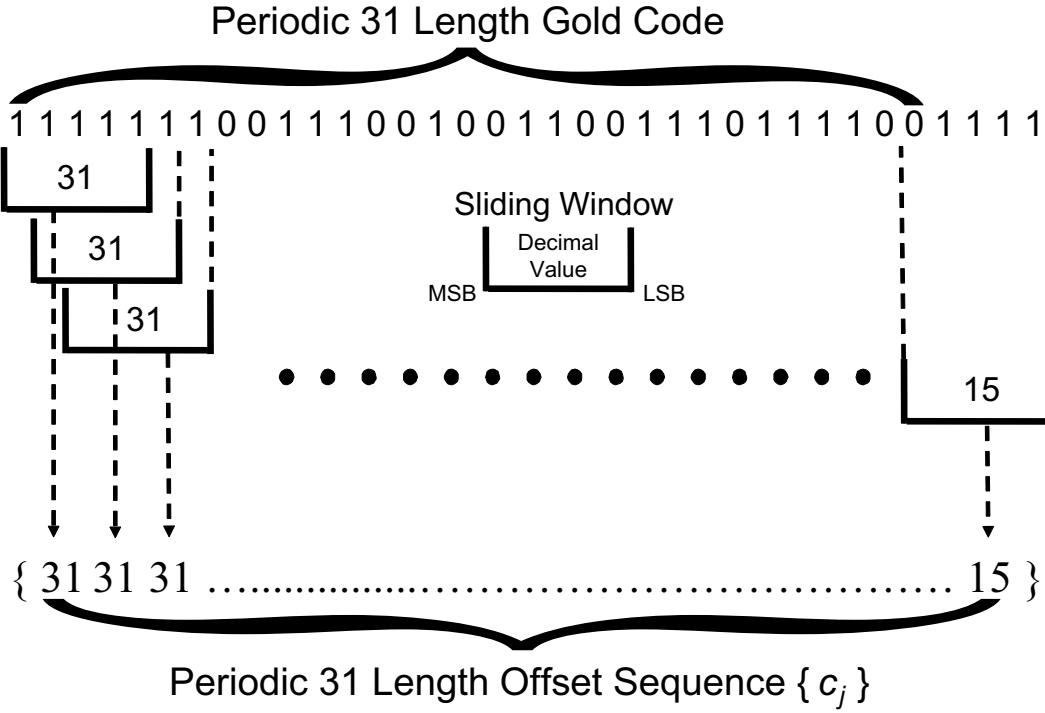 Periodic 31 Length Gold Code
1 1 1 1 1 1 1 0 0 1 1 1 0 0 1 0 0 1 1 0 0 1 1 1 0 1 1 1 1 0 0 1 1 1 1
31
Sliding Window
31
Decimal
Value
MSB
LSB
31
15
{ 31 31 31 ………………………………………………… 15 }
Periodic 31 Length Offset Sequence { c_j }